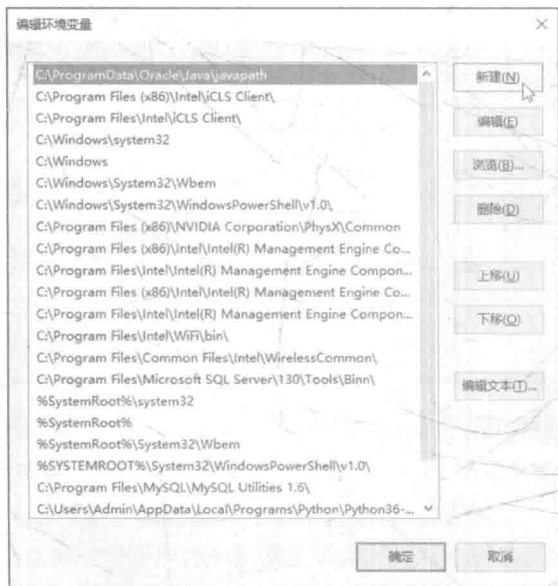 编辑环境变量
C:\ProgramData\Oracle\Java\javapath
C:\Program Files (x86)\Intel\iCLS Client\
C:\Program Files\Intel\iCLS Client\
C:\Windows\system32
C:\Windows
C:\Windows\System32\Wbem
C:\Windows\System32\WindowsPowerShell\v1.0\
C:\Program Files (x86)\NVIDIA Corporation\PhysX\Common
C:\Program Files (x86)\Intel\Intel(R) Management Engine Co...
C:\Program Files\Intel\Intel(R) Management Engine Compon...
C:\Program Files (x86)\Intel\Intel(R) Management Engine Co...
C:\Program Files\Intel\Intel(R) Management Engine Compon...
C:\Program Files\Intel\WiFi\bin\
C:\Program Files\Common Files\Intel\WirelessCommon\
C:\Program Files\Microsoft SQL Server\130\Tools\Binn\
%SystemRoot%\system32
%SystemRoot%
%SystemRoot%\System32\Wbem
%SYSTEMROOT%\System32\WindowsPowerShell\v1.0\
C:\Program Files\MySQL\MySQL Utilities 1.6\
C:\Users\Admin\AppData\Local\Programs\Python\Python36-...
新建(N)
编辑(E)
浏览(B)...
删除(D)
上移(U)
下移(O)
编辑文本(T)...
确定
取消